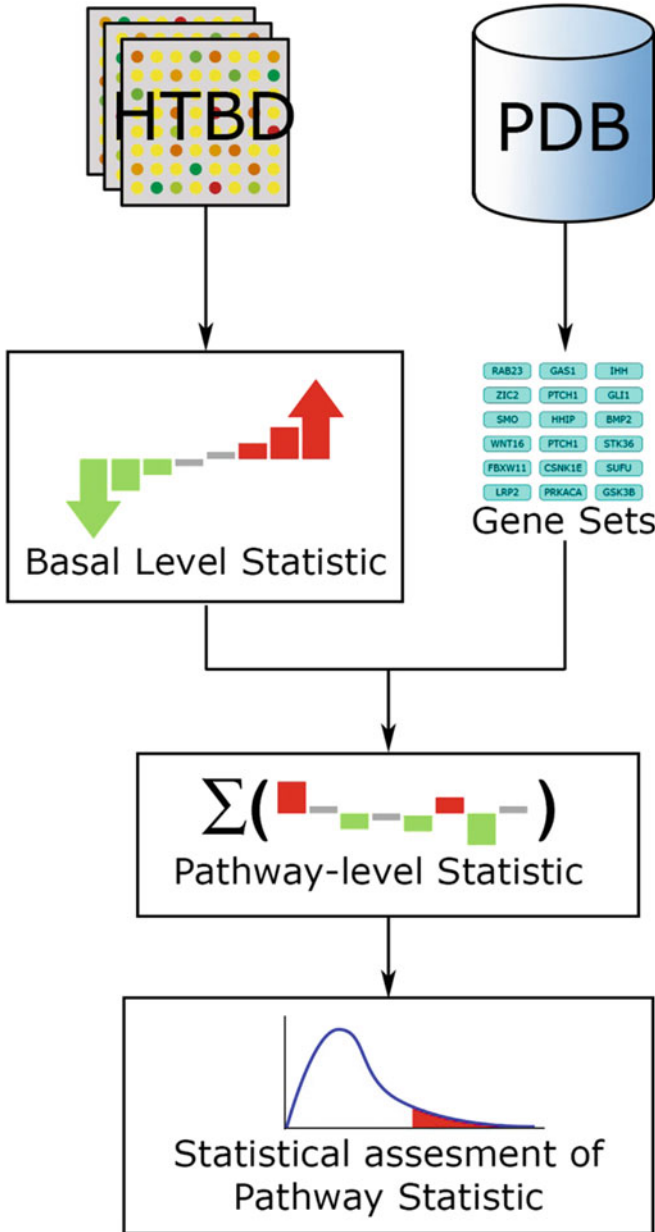 HTBD
PDB
RAB23 GAS1 IHH
ZIC2 PTCH1 GLI1
SMO HHIP BMP2
WNT16 PTCH1 STK36
FBXW11 CSNK1E SUFU
LRP2 PRKACA GSK3B
Gene Sets
Basal Level Statistic
Σ( )
Pathway-level Statistic
Statistical assesment of
Pathway Statistic